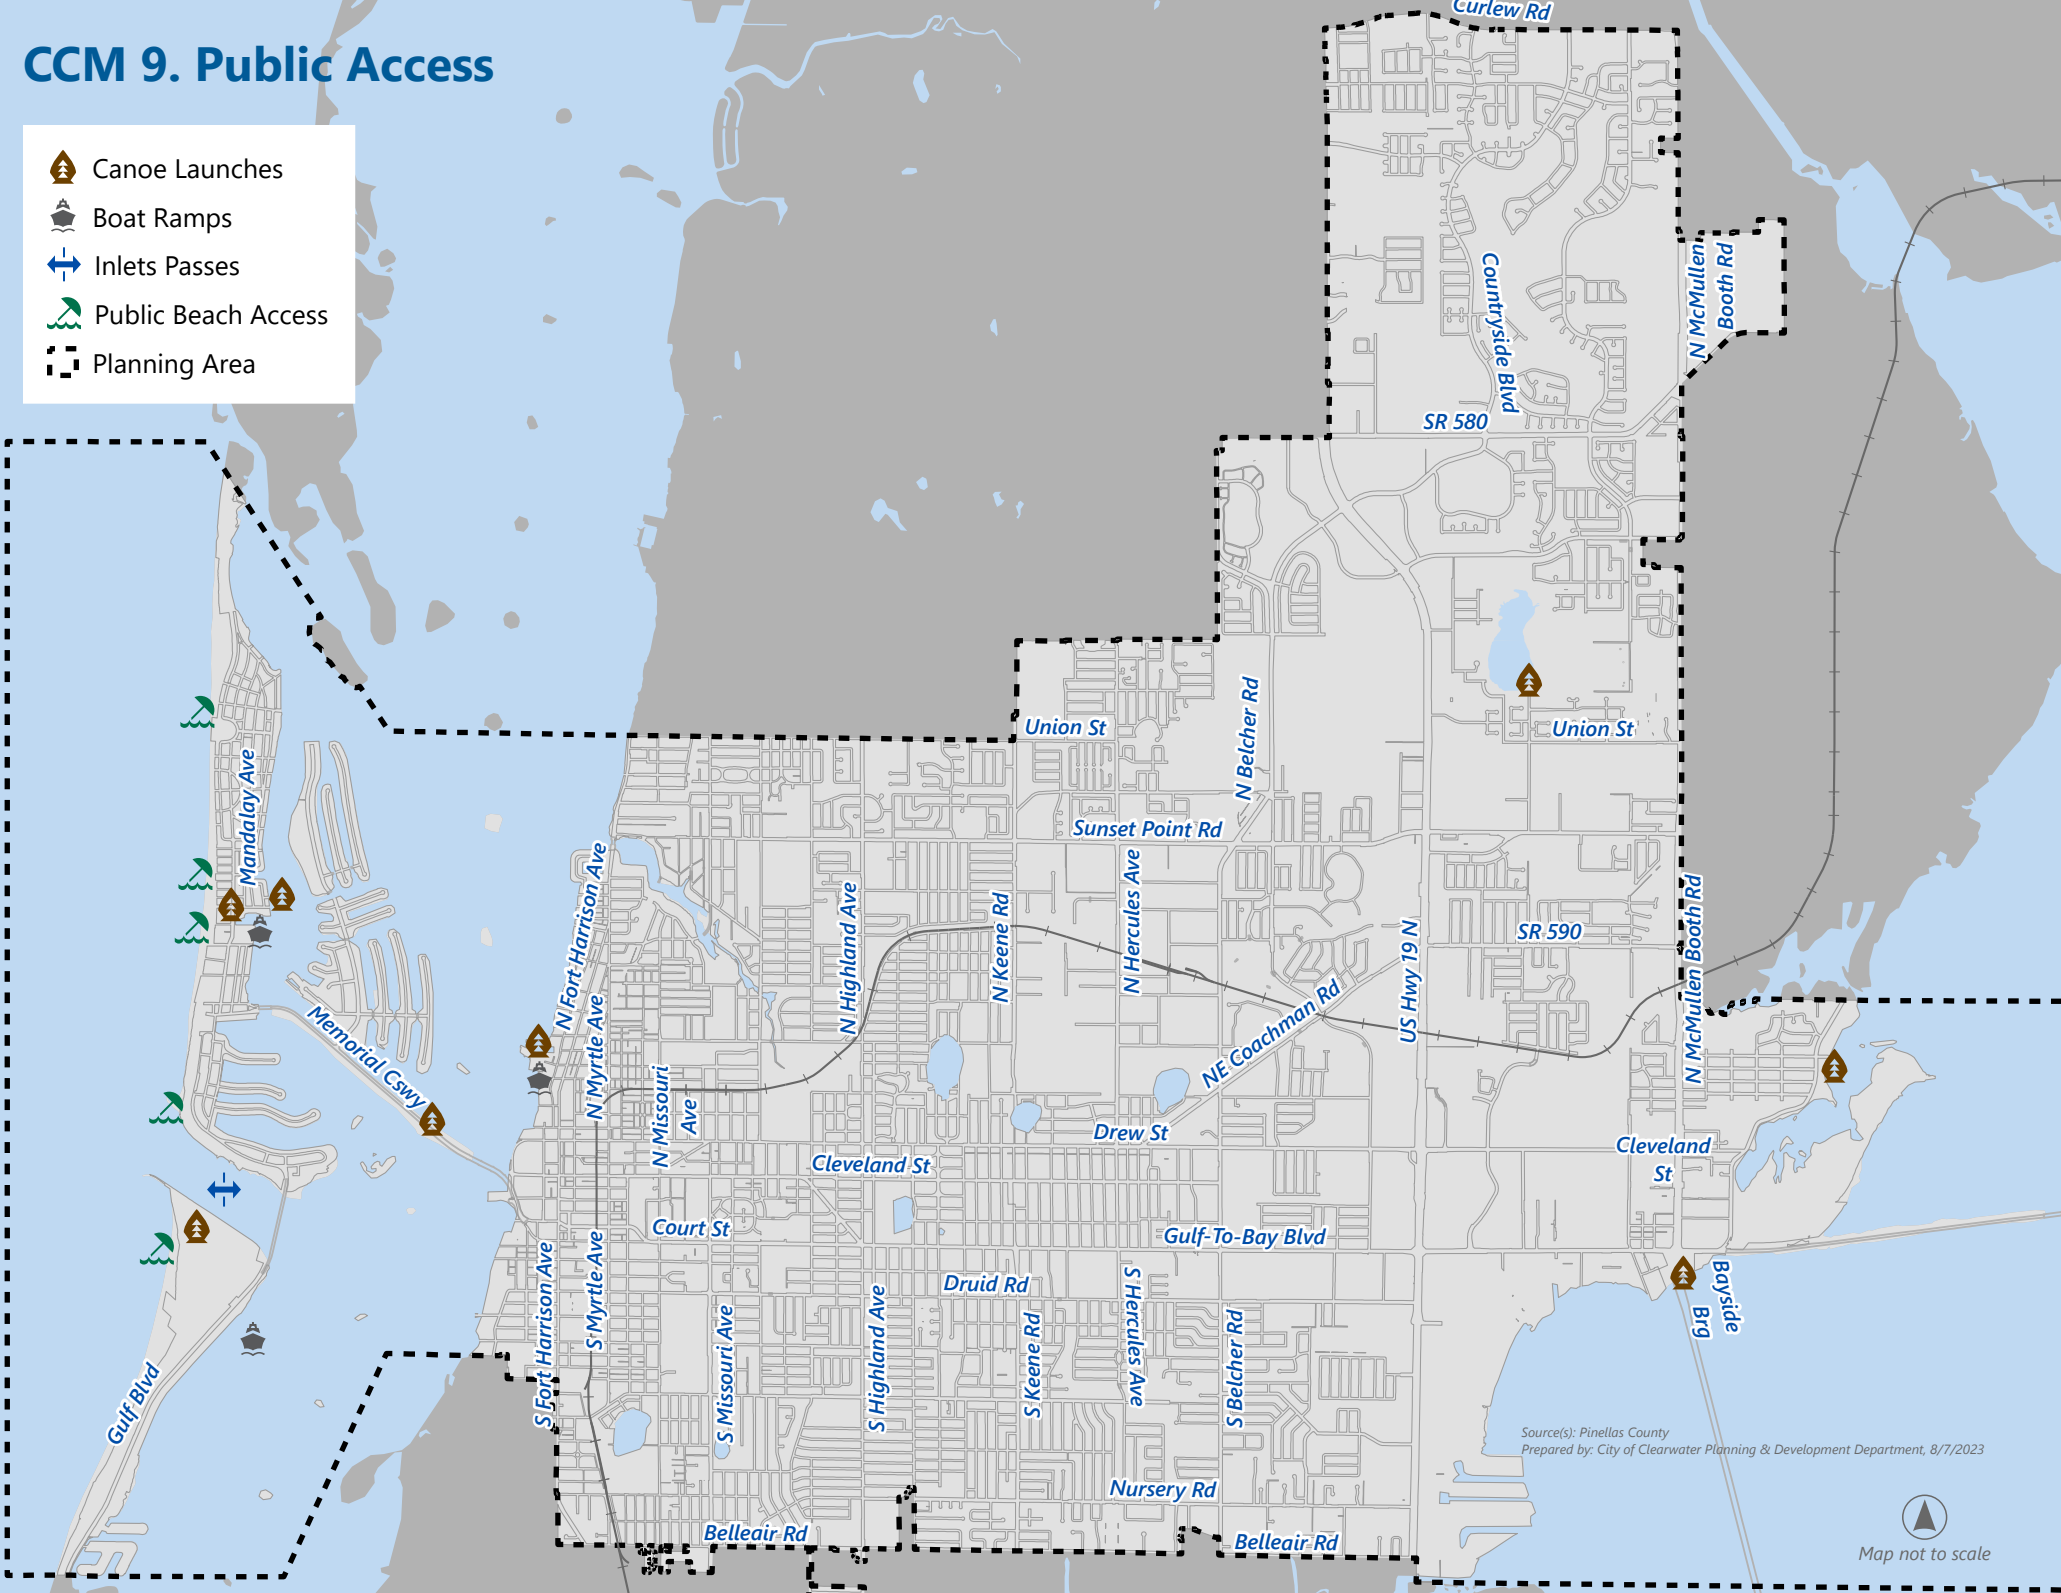 CCM 9. Public Access
Canoe Launches
Boat Ramps
Inlets Passes
Public Beach Access
Planning Area
Curlew Rd
N McMullen
Booth Rd
Countryside Blvd
SR 580
Union St
Union St
N Belcher Rd
Mandalay Ave
Sunset Point Rd
N Fort Harrison Ave
N Highland Ave
N Keene Rd
N Hercules Ave
US Hwy 19 N
SR 590
N McMullen Booth Rd
Memorial Cswy
N Myrtle Ave
N Missouri
Ave
NE Coachman Rd
Drew St
Cleveland St
Cleveland
St
Court St
Gulf-To-Bay Blvd
Druid Rd
S Fort Harrison Ave
S Myrtle Ave
S Missouri Ave
S Highland Ave
S Keene Rd
S Hercules Ave
S Belcher Rd
Bayside
Brg
Gulf Blvd
Source(s): Pinellas County
Prepared by: City of Clearwater Planning & Development Department, 8/7/2023
Nursery Rd
Belleair Rd
Belleair Rd
Map not to scale